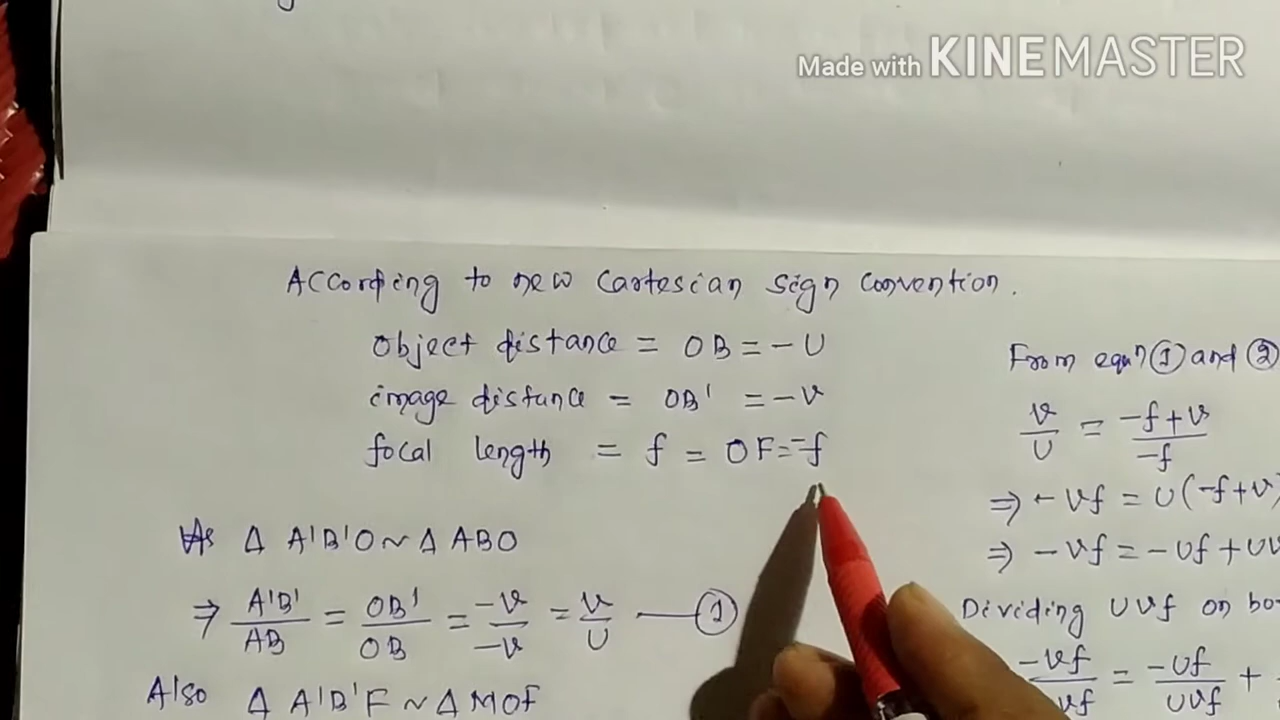 Made with KINEMASTER
According to new Cartesian Sign Convention.
Object distance = OB = - U
image distance = OB' = - v
focal length = f = OF = -f
As Δ A'B'O ~ Δ ABO
⇒ A'B'/AB = OB'/OB = -v/-v = v/U —— ①
Also Δ A'B'F ~ Δ MOF
From eqn ① and ②
v/U = -f+v/-f
⇒ - vf = U(-f+v)
⇒ - vf = - Uf + UV
Dividing UVf on bo
-vf/vf = -Uf/UVf +